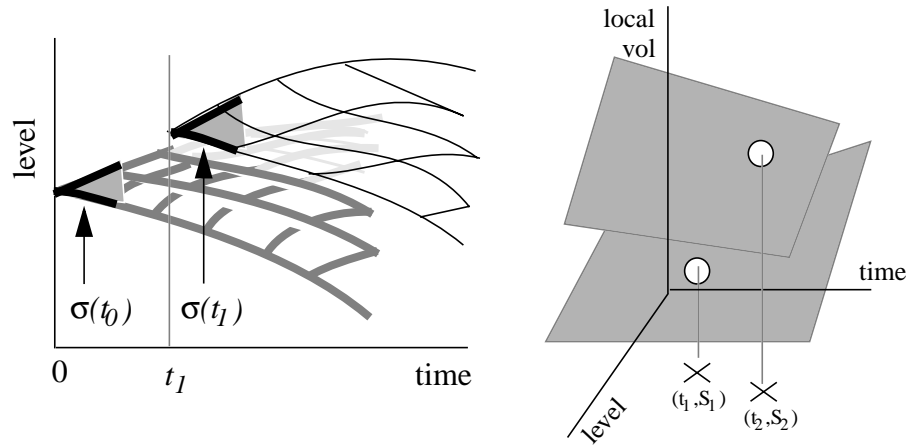 level
σ(t0)
σ(t1)
0
t1
time
local
vol
time
level
(t1,S1)
(t2,S2)